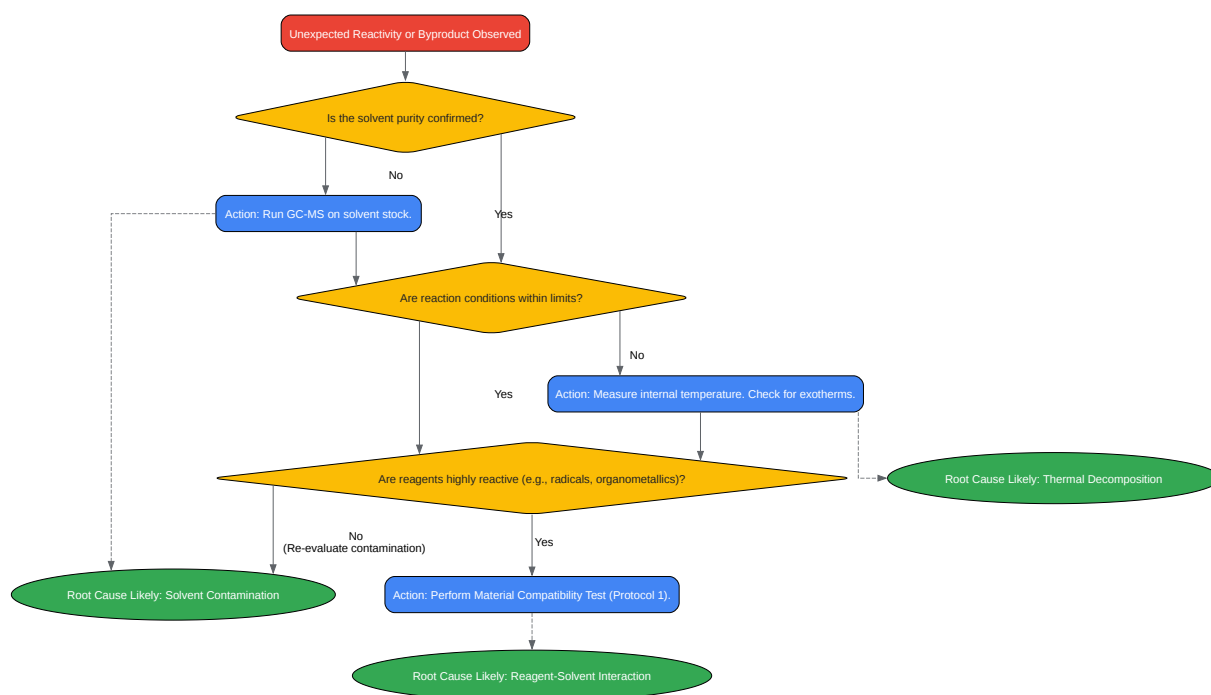 Unexpected Reactivity or Byproduct Observed
Is the solvent purity confirmed?
No
Action: Run GC-MS on solvent stock.
Yes
Are reaction conditions within limits?
No
Yes
Action: Measure internal temperature. Check for exotherms.
Are reagents highly reactive (e.g., radicals, organometallics)?
Root Cause Likely: Thermal Decomposition
No
(Re-evaluate contamination)
Yes
Root Cause Likely: Solvent Contamination
Action: Perform Material Compatibility Test (Protocol 1).
Root Cause Likely: Reagent-Solvent Interaction